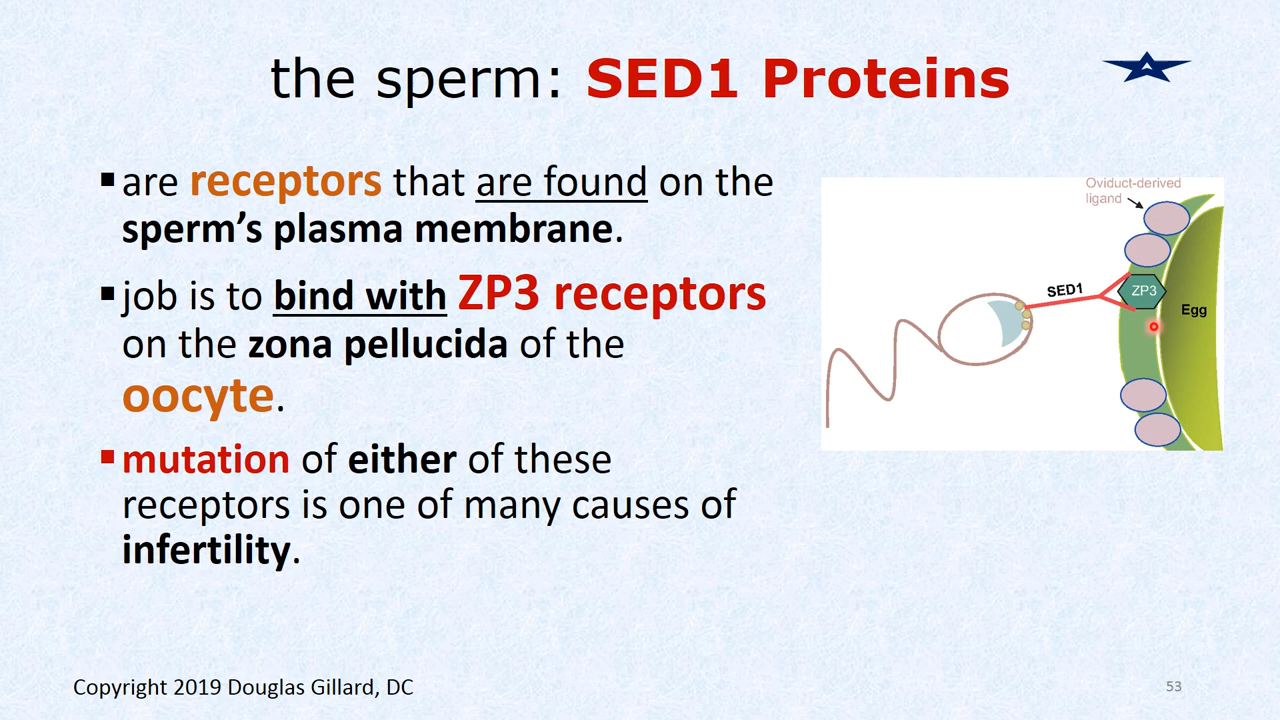 the sperm: SED1 Proteins
▪are receptors that are found on the
sperm’s plasma membrane.
▪job is to bind with ZP3 receptors
on the zona pellucida of the
oocyte.
▪mutation of either of these
receptors is one of many causes of
infertility.
Oviduct-derived
ligand
SED1
ZP3
Egg
Copyright 2019 Douglas Gillard, DC
53